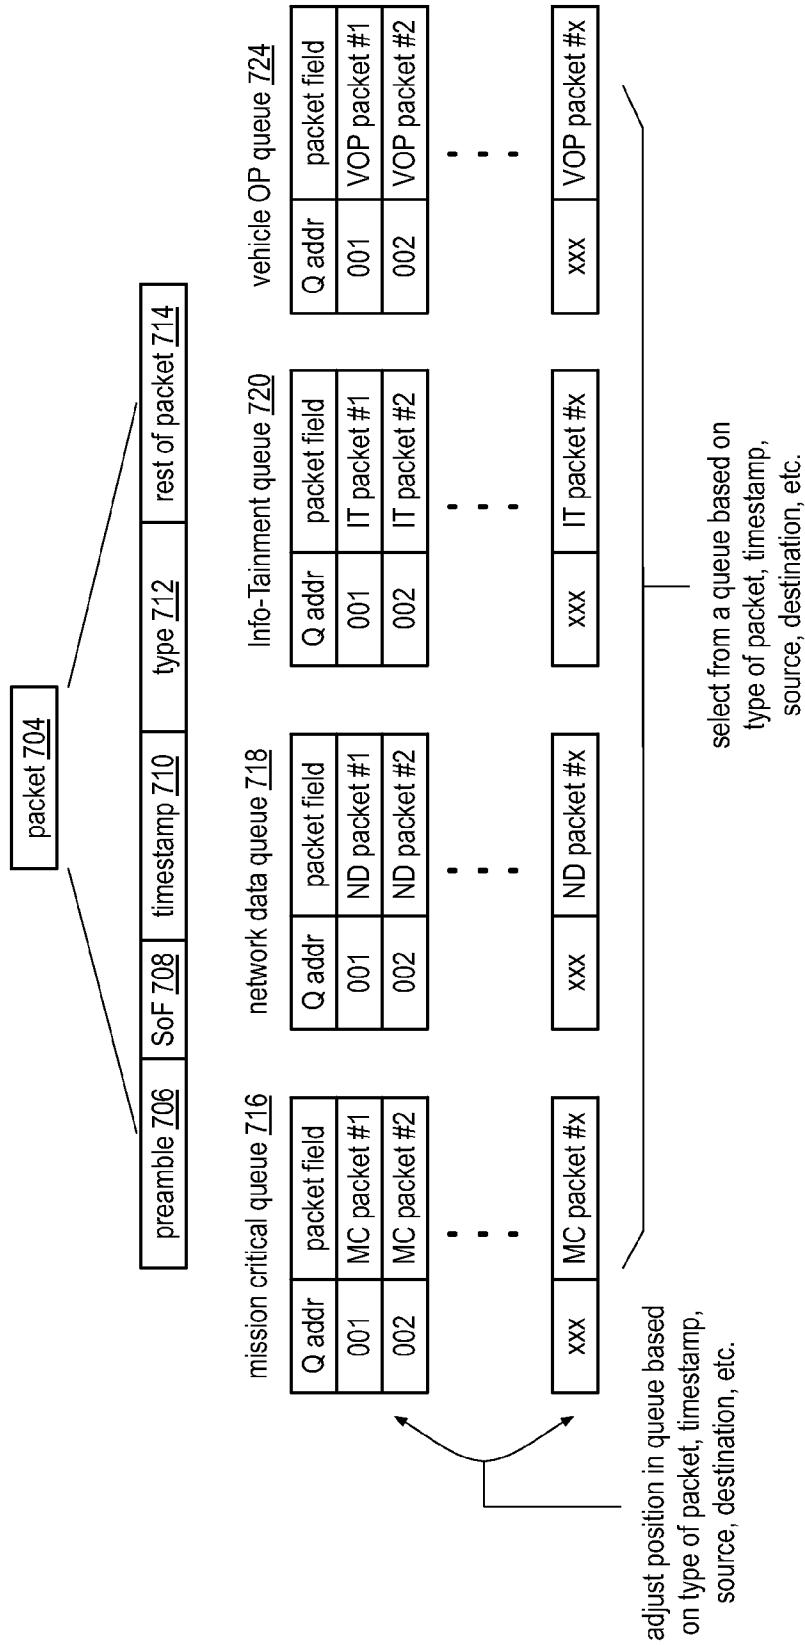 packet 704
preamble 706 SoF 708 timestamp 710 type 712 rest of packet 714
mission critical queue 716
Q addr packet field
001 MC packet #1
002 MC packet #2
xxx MC packet #x
network data queue 718
Q addr packet field
001 ND packet #1
002 ND packet #2
xxx ND packet #x
Info-Tainment queue 720
Q addr packet field
001 IT packet #1
002 IT packet #2
xxx IT packet #x
vehicle OP queue 724
Q addr packet field
001 VOP packet #1
002 VOP packet #2
xxx VOP packet #x
adjust position in queue based
on type of packet, timestamp,
source, destination, etc.
select from a queue based on
type of packet, timestamp,
source, destination, etc.